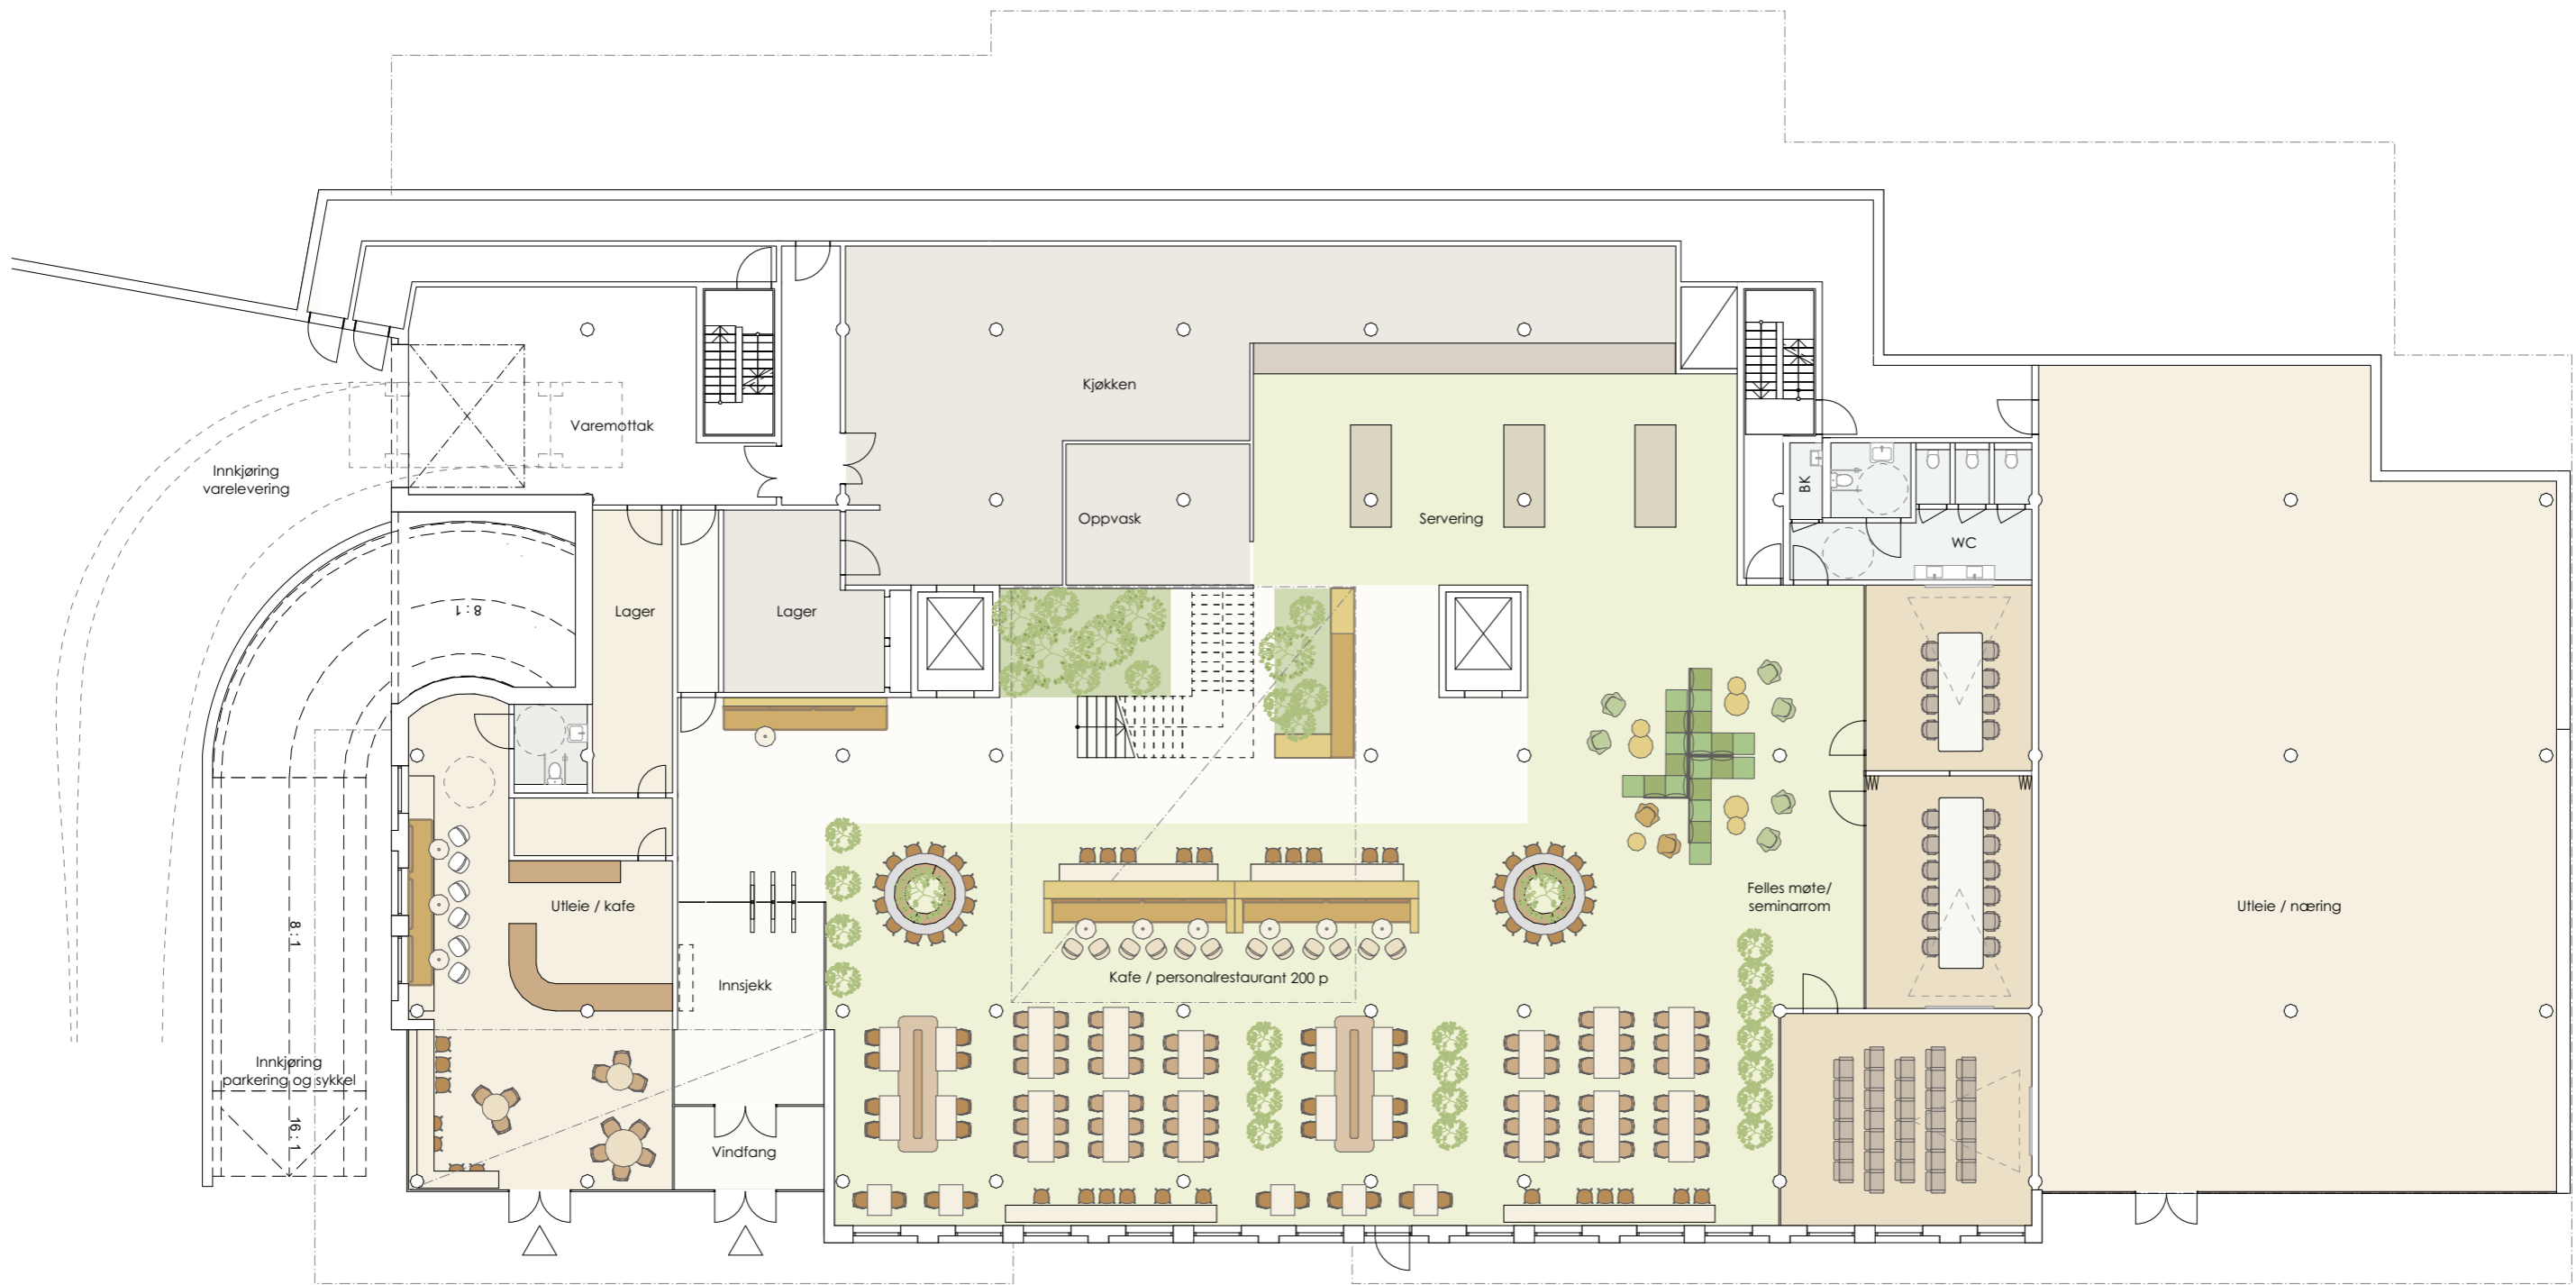 Kjøkken
Varemottak
Innkjøring
varelevering
BK
Oppvask
Servering
WC
8 : 1
Lager
Lager
Felles møte/
seminarrom
Utleie / kafe
Utleie / næring
8 : 1
Innsjekk
Kafe / personalrestaurant 200 p
Innkjøring
parkering og sykkel
16 : 1
Vindfang